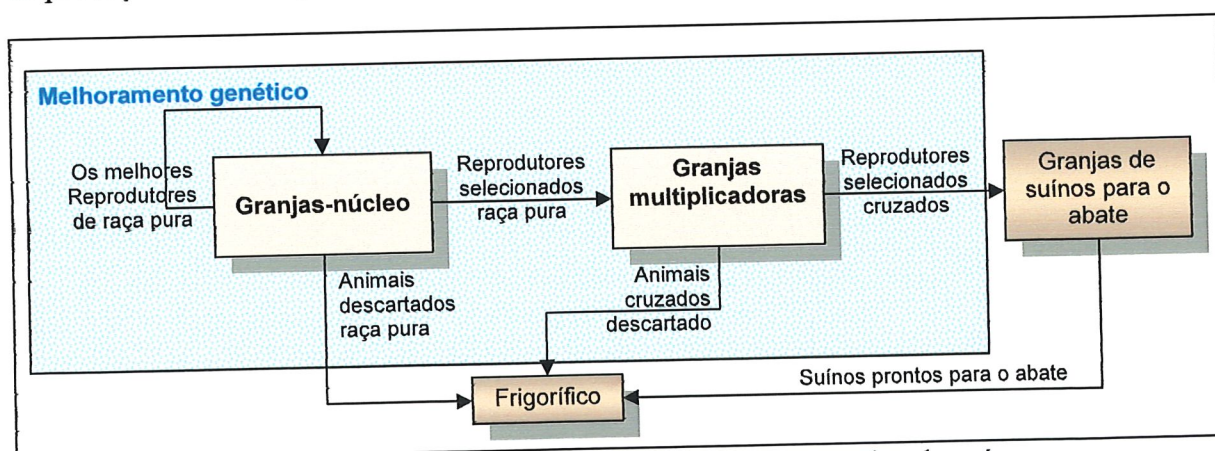 Melhoramento genético
Os melhores
Reprodutores
de raça pura
Granjas-núcleo
Reprodutores
selecionados
raça pura
Granjas
multiplicadoras
Reprodutores
selecionados
cruzados
Granjas de
suínos para o
abate
Animais
descartados
raça pura
Animais
cruzados
descartado
Suínos prontos para o abate
Frigorífico